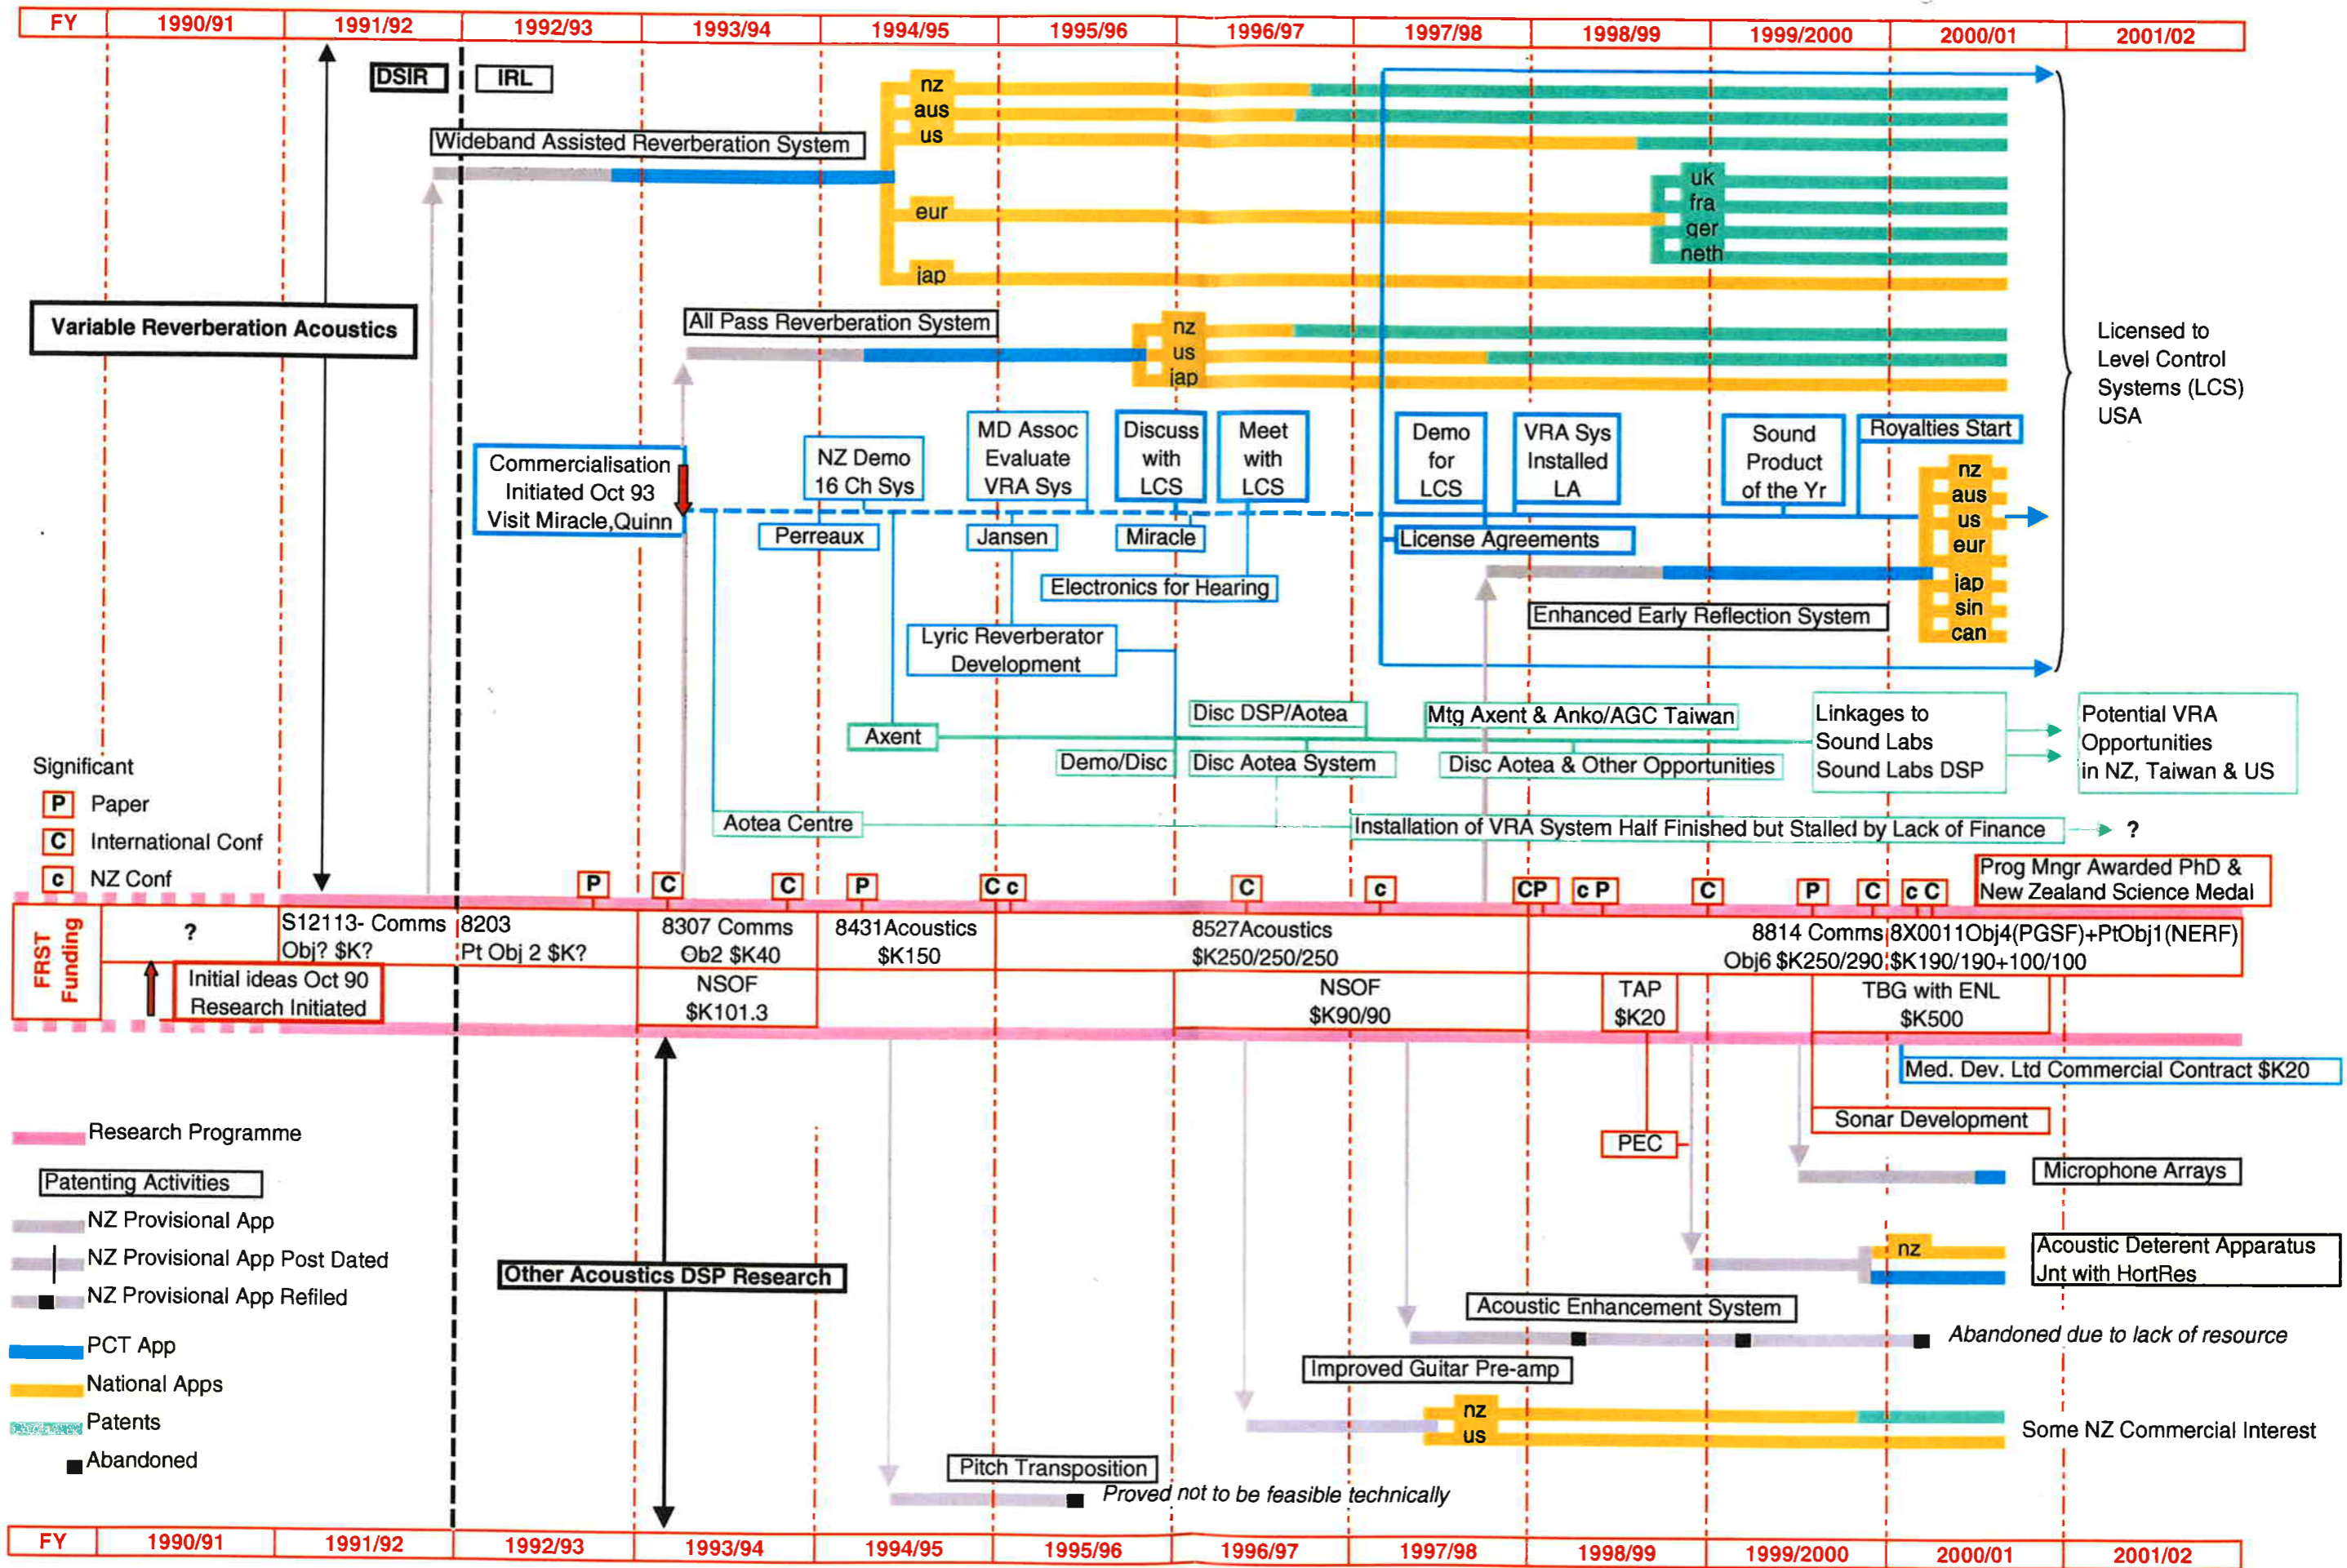 FY 1990/91 1991/92 1992/93 1993/94 1994/95 1995/96 1996/97 1997/98 1998/99 1999/2000 2000/01 2001/02
DSIR
IRL
nz
aus
us
Wideband Assisted Reverberation System
eur
jap
uk
fra
ger
neth
Variable Reverberation Acoustics
All Pass Reverberation System
nz
us
jap
Licensed to
Level Control
Systems (LCS)
USA
Commercialisation
Initiated Oct 93
Visit Miracle,Quinn
NZ Demo
16 Ch Sys
MD Assoc
Evaluate
VRA Sys
Discuss
with
LCS
Meet
with
LCS
Demo
for
LCS
VRA Sys
Installed
LA
Sound
Product
of the Yr
Royalties Start
nz
aus
us
eur
jap
sin
can
Perreaux
Jansen
Miracle
License Agreements
Electronics for Hearing
Enhanced Early Reflection System
Lyric Reverberator
Development
Axent
Disc DSP/Aotea
Mtg Axent & Anko/AGC Taiwan
Demo/Disc
Disc Aotea System
Disc Aotea & Other Opportunities
Linkages to
Sound Labs
Sound Labs DSP
Potential VRA
Opportunities
in NZ, Taiwan & US
Aotea Centre
Installation of VRA System Half Finished but Stalled by Lack of Finance
?
Significant
P Paper
C International Conf
c NZ Conf
P C C P C c C c CP c P C P C c C
Prog Mngr Awarded PhD &
New Zealand Science Medal
FRST
Funding
?
S12113- Comms
Obj? $K?
8203
Pt Obj 2 $K?
8307 Comms
Ob2 $K40
8431Acoustics
$K150
8527Acoustics
$K250/250/250
8814 Comms
Obj6 $K250/290
8X0011Obj4(PGSF)+PtObj1(NERF)
$K190/190+100/100
Initial ideas Oct 90
Research Initiated
NSOF
$K101.3
NSOF
$K90/90
TAP
$K20
TBG with ENL
$K500
Med. Dev. Ltd Commercial Contract $K20
Sonar Development
PEC
Microphone Arrays
Research Programme
Patenting Activities
NZ Provisional App
NZ Provisional App Post Dated
NZ Provisional App Refiled
PCT App
National Apps
Patents
Abandoned
Other Acoustics DSP Research
nz
Acoustic Deterent Apparatus
Jnt with HortRes
Acoustic Enhancement System
Abandoned due to lack of resource
Improved Guitar Pre-amp
nz
us
Some NZ Commercial Interest
Pitch Transposition
Proved not to be feasible technically
FY 1990/91 1991/92 1992/93 1993/94 1994/95 1995/96 1996/97 1997/98 1998/99 1999/2000 2000/01 2001/02